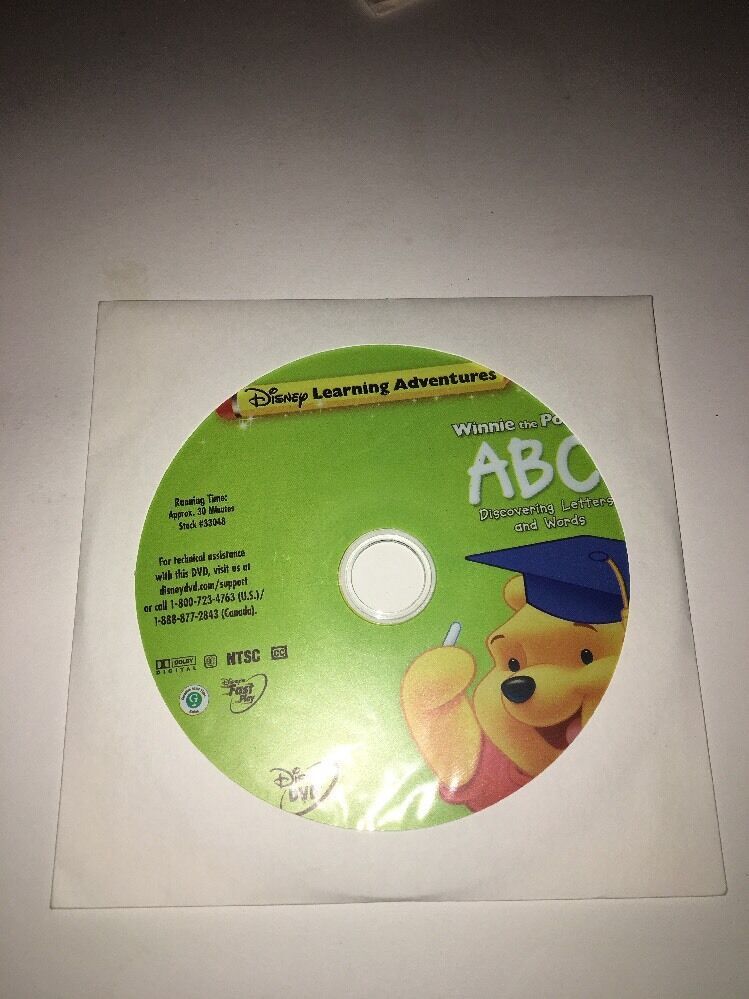 Disney Learning Adventures
Winnie the Po
ABC
Discovering Letters
and Words
Running Time:
Approx. 30 Minutes
Stock #33048
For technical assistance
with this DVD, visit us at
disneydvd.com/support
or call 1-800-723-4763 (U.S.)/
1-888-877-2843 (Canada).
DOLBY
DIGITAL
NTSC CC
Disney's
Fast
Play
G
Dis
DVD